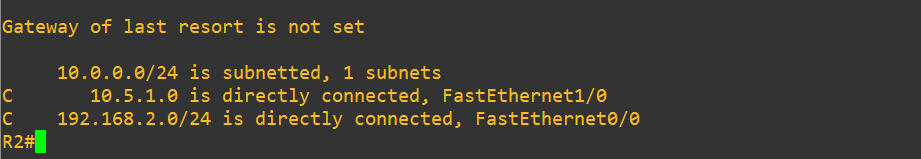 Gateway of last resort is not set
10.0.0.0/24 is subnetted, 1 subnets
C 10.5.1.0 is directly connected, FastEthernet1/0
C 192.168.2.0/24 is directly connected, FastEthernet0/0
R2#